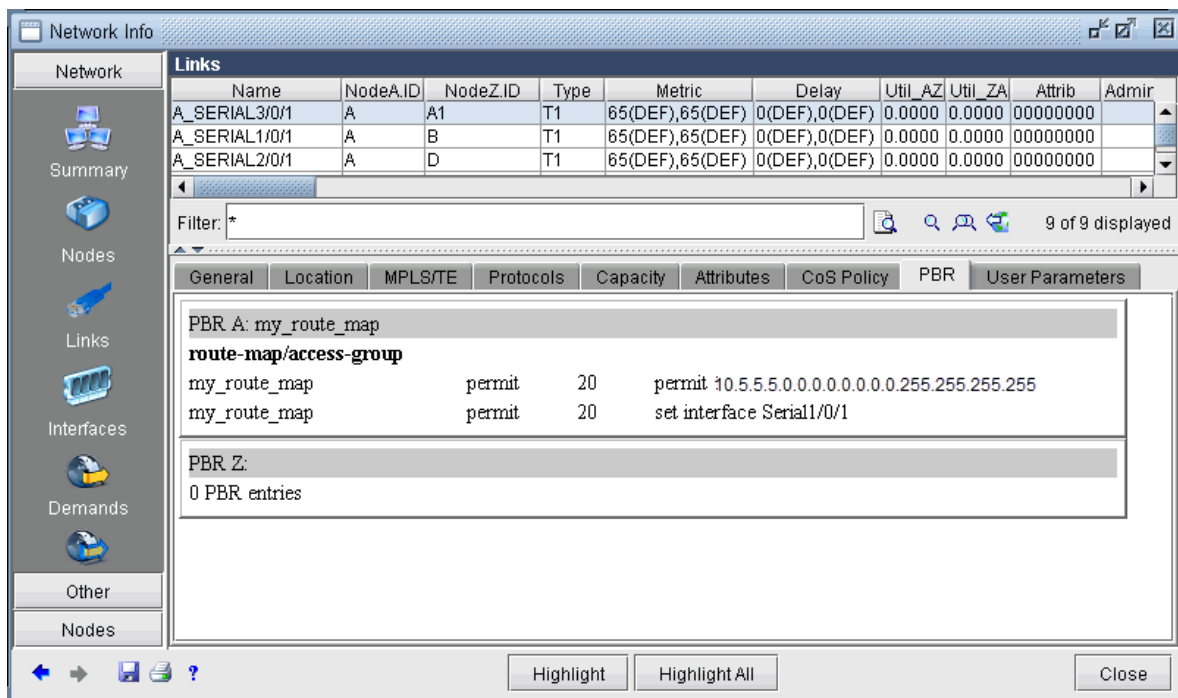 Network Info
Network
Summary
Nodes
Links
Interfaces
Demands
Other
Nodes
Links
Name NodeA.ID NodeZ.ID Type Metric Delay Util_AZ Util_ZA Attrib Admir
A_SERIAL3/0/1 A A1 T1 65(DEF),65(DEF) 0(DEF),0(DEF) 0.0000 0.0000 00000000
A_SERIAL1/0/1 A B T1 65(DEF),65(DEF) 0(DEF),0(DEF) 0.0000 0.0000 00000000
A_SERIAL2/0/1 A D T1 65(DEF),65(DEF) 0(DEF),0(DEF) 0.0000 0.0000 00000000
Filter: * 9 of 9 displayed
General Location MPLS/TE Protocols Capacity Attributes CoS Policy PBR User Parameters
PBR A: my_route_map
route-map/access-group
my_route_map permit 20 permit 10.5.5.5.0.0.0.0.0.0.0.0.255.255.255.255
my_route_map permit 20 set interface Serial1/0/1
PBR Z:
0 PBR entries
? Highlight Highlight All Close